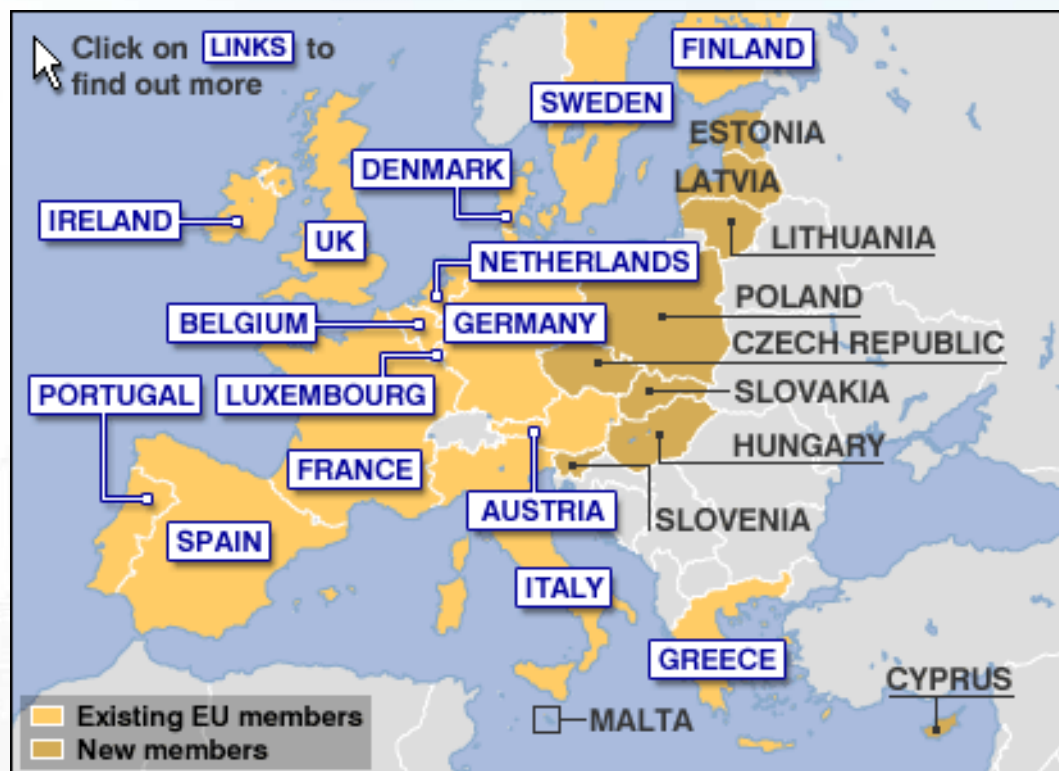 Click on LINKS to
find out more
FINLAND
SWEDEN
ESTONIA
DENMARK
LATVIA
IRELAND
UK
LITHUANIA
NETHERLANDS
POLAND
BELGIUM
GERMANY
CZECH REPUBLIC
PORTUGAL
LUXEMBOURG
SLOVAKIA
HUNGARY
FRANCE
AUSTRIA
SLOVENIA
SPAIN
ITALY
GREECE
CYPRUS
MALTA
Existing EU members
New members